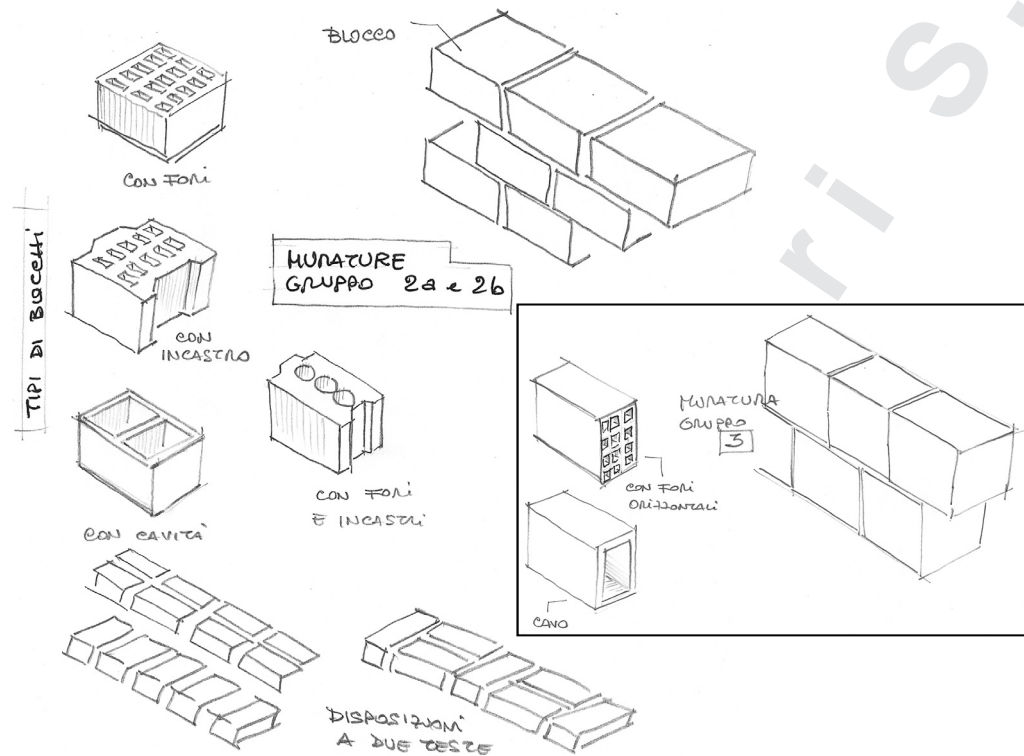 BLOCCO
CON FORI
TIPI DI BLOCCHI
MURATURE
GRUPPO 2a e 2b
CON
INCASTRO
CON FORI
E INCASTRI
CON CAVITÀ
MURATURA
GRUPPO
3
CON FORI
ORIZZONTALI
CAVO
DISPOSIZIONI
A DUE TESTE
ri S